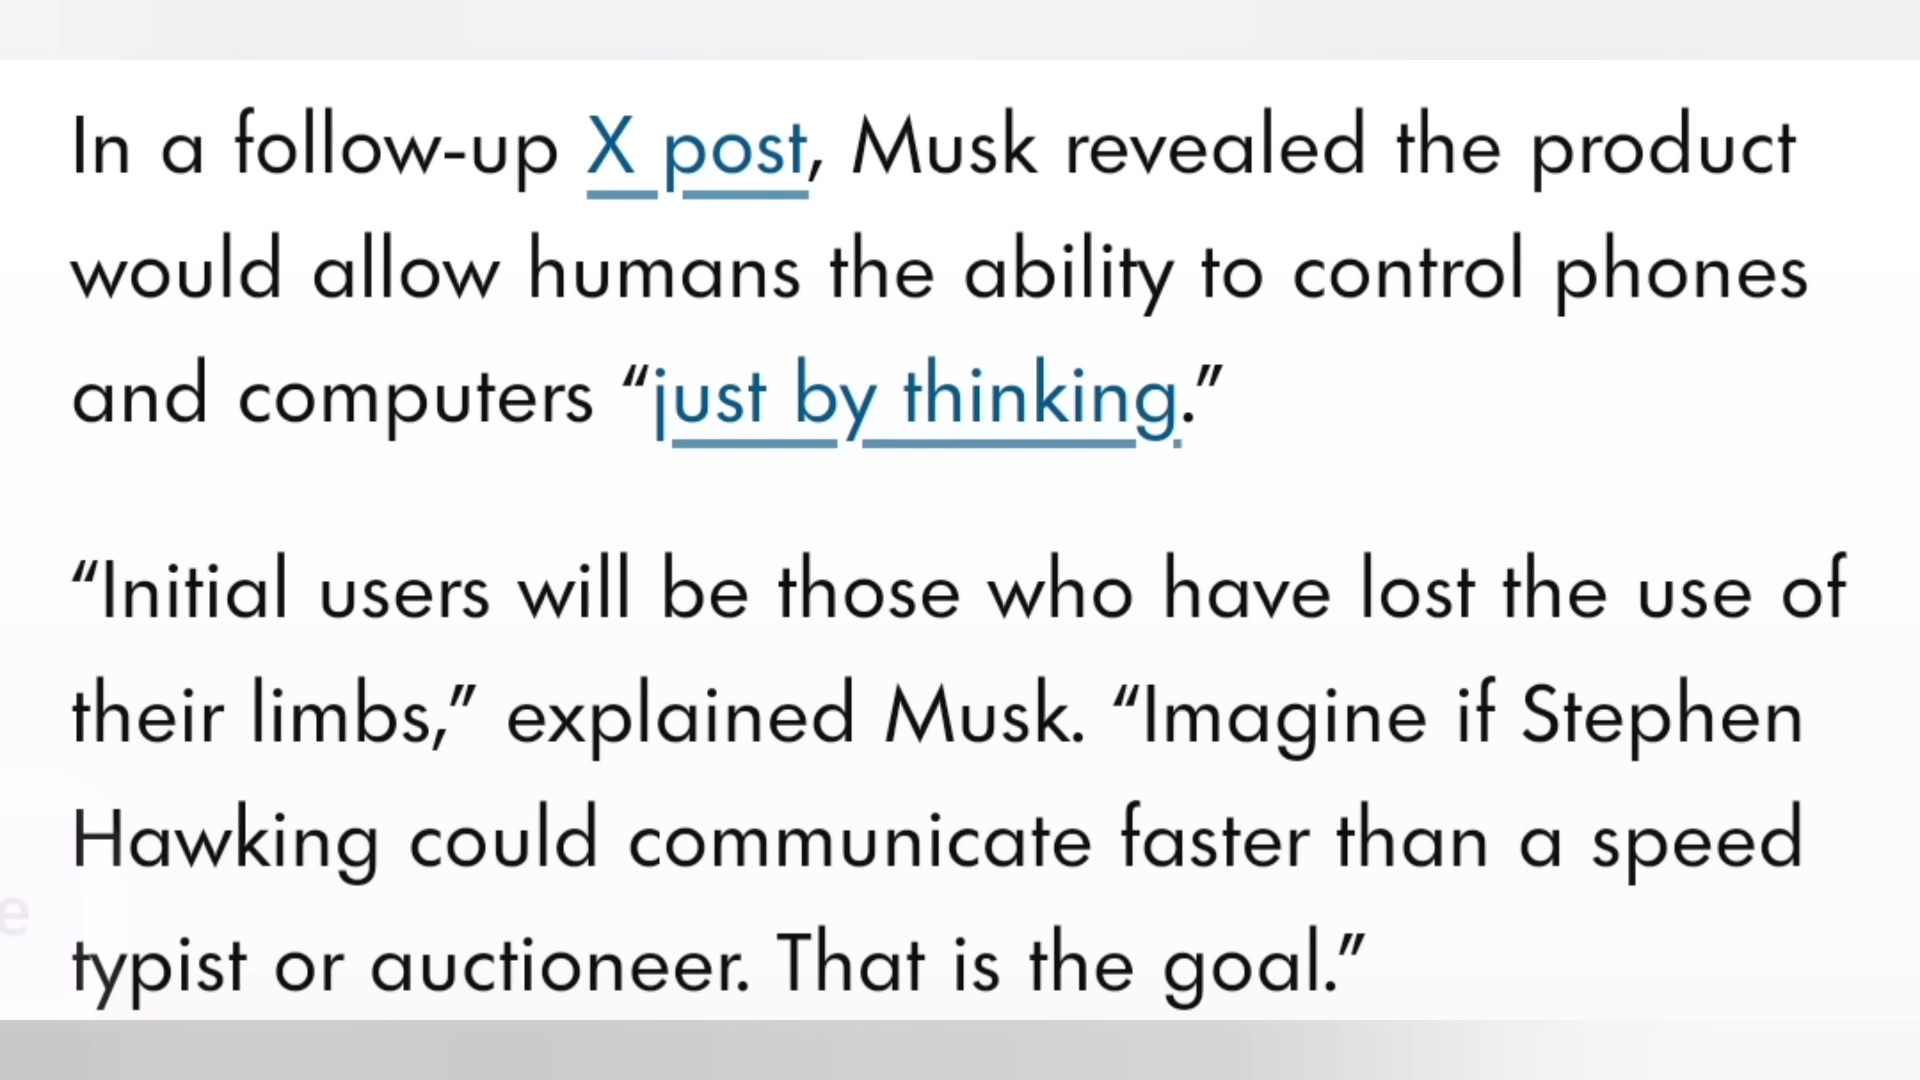 In a follow-up X post, Musk revealed the product
would allow humans the ability to control phones
and computers “just by thinking.”
“Initial users will be those who have lost the use of
their limbs,” explained Musk. “Imagine if Stephen
Hawking could communicate faster than a speed
typist or auctioneer. That is the goal.”